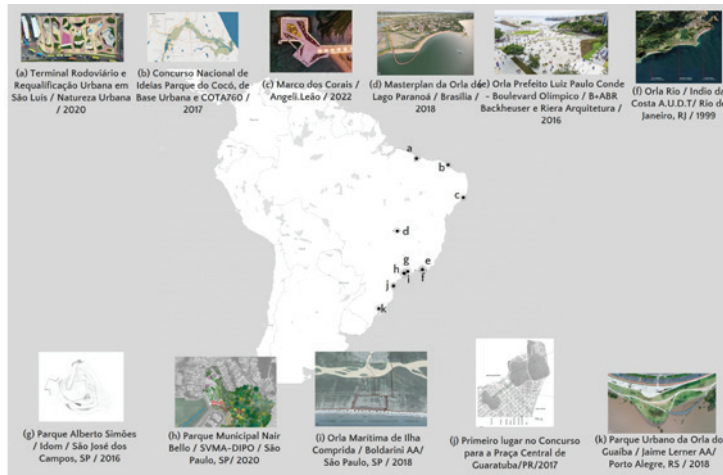 (a) Terminal Rodoviário e
Requalificação Urbana em
São Luís / Natureza Urbana
/ 2020
(b) Concurso Nacional de
Ideias Parque do Cocó, de
Base Urbana e COTA760 /
2017
(c) Marco dos Corais /
Angeli.Leão / 2022
(d) Masterplan da Orla do
Lago Paranoá / Brasília /
2018
(e) Orla Prefeito Luiz Paulo Conde
- Boulevard Olimpico / B+ABR
Backheuser e Riera Arquitetura /
2016
(f) Orla Rio / Indio da
Costa A.U.D.T/ Rio de
Janeiro, RJ / 1999
a
b
c
d
g
e
h
i
f
j
k
(g) Parque Alberto Simões
/ Idom / São José dos
Campos, SP / 2016
(h) Parque Municipal Nair
Bello / SVMA-DIPO / São
Paulo, SP/ 2020
(i) Orla Marítima de Ilha
Comprida / Boldarini AA/
São Paulo, SP / 2018
(j) Primeiro lugar no Concurso
para a Praça Central de
Guaratuba/PR/2017
(k) Parque Urbano da Orla do
Guaíba / Jaime Lerner AA/
Porto Alegre, RS / 2018